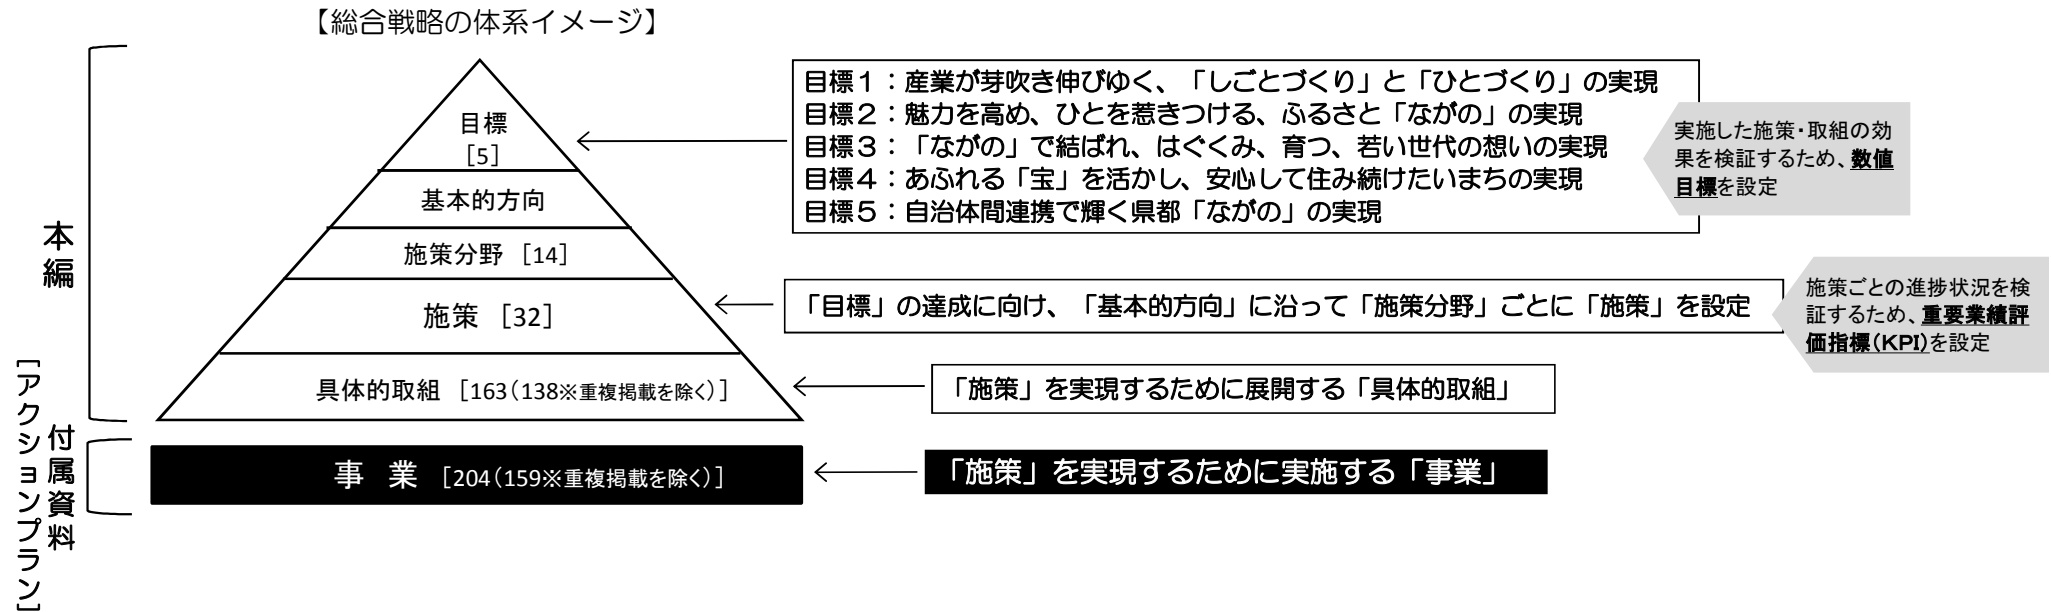 【総合戦略の体系イメージ】
本編
目標
［5］
基本的方向
施策分野 ［14］
施策 ［32］
具体的取組 ［163（138※重複掲載を除く）］
目標１：産業が芽吹き伸びゆく、「しごとづくり」と「ひとづくり」の実現
目標２：魅力を高め、ひとを惹きつける、ふるさと「ながの」の実現
目標３：「ながの」で結ばれ、はぐくみ、育つ、若い世代の想いの実現
目標４：あふれる「宝」を活かし、安心して住み続けたいまちの実現
目標５：自治体間連携で輝く県都「ながの」の実現
実施した施策・取組の効
果を検証するため、数値
目標を設定
「目標」の達成に向け、「基本的方向」に沿って「施策分野」ごとに「施策」を設定
施策ごとの進捗状況を検
証するため、重要業績評
価指標（KPI）を設定
「施策」を実現するために展開する「具体的取組」
付属資料
［アクションプラン］
事 業 ［204（159※重複掲載を除く）］
「施策」を実現するために実施する「事業」